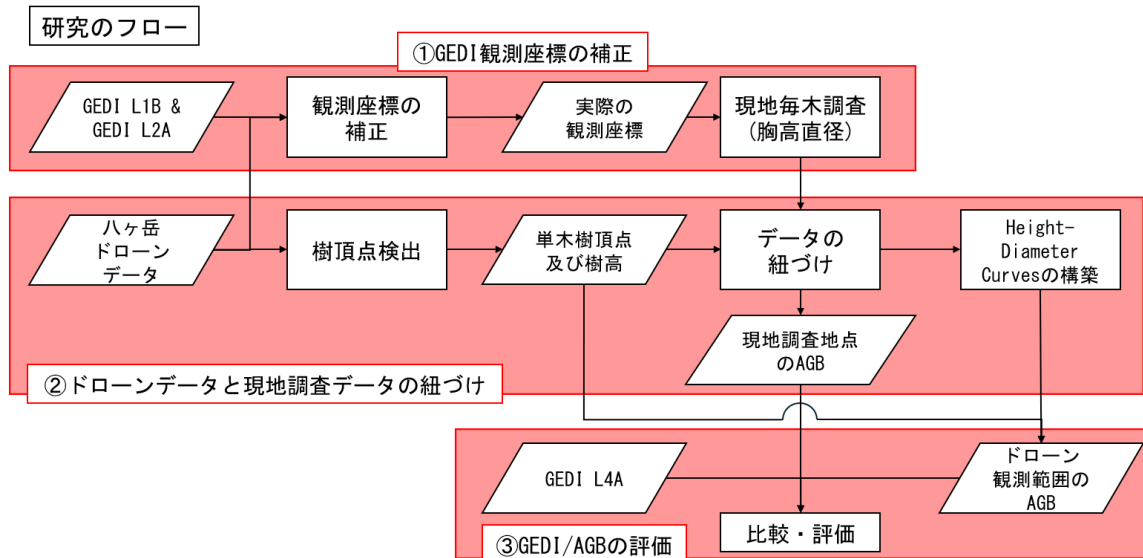 研究のフロー
①GEDI観測座標の補正
GEDI L1B &
GEDI L2A
観測座標の
補正
実際の
観測座標
現地毎木調査
(胸高直径)
八ヶ岳
ドローン
データ
樹頂点検出
単木樹頂点
及び樹高
データの
紐づけ
Height-
Diameter
Curvesの構築
現地調査地点
のAGB
②ドローンデータと現地調査データの紐づけ
GEDI L4A
ドローン
観測範囲の
AGB
比較・評価
③GEDI/AGBの評価